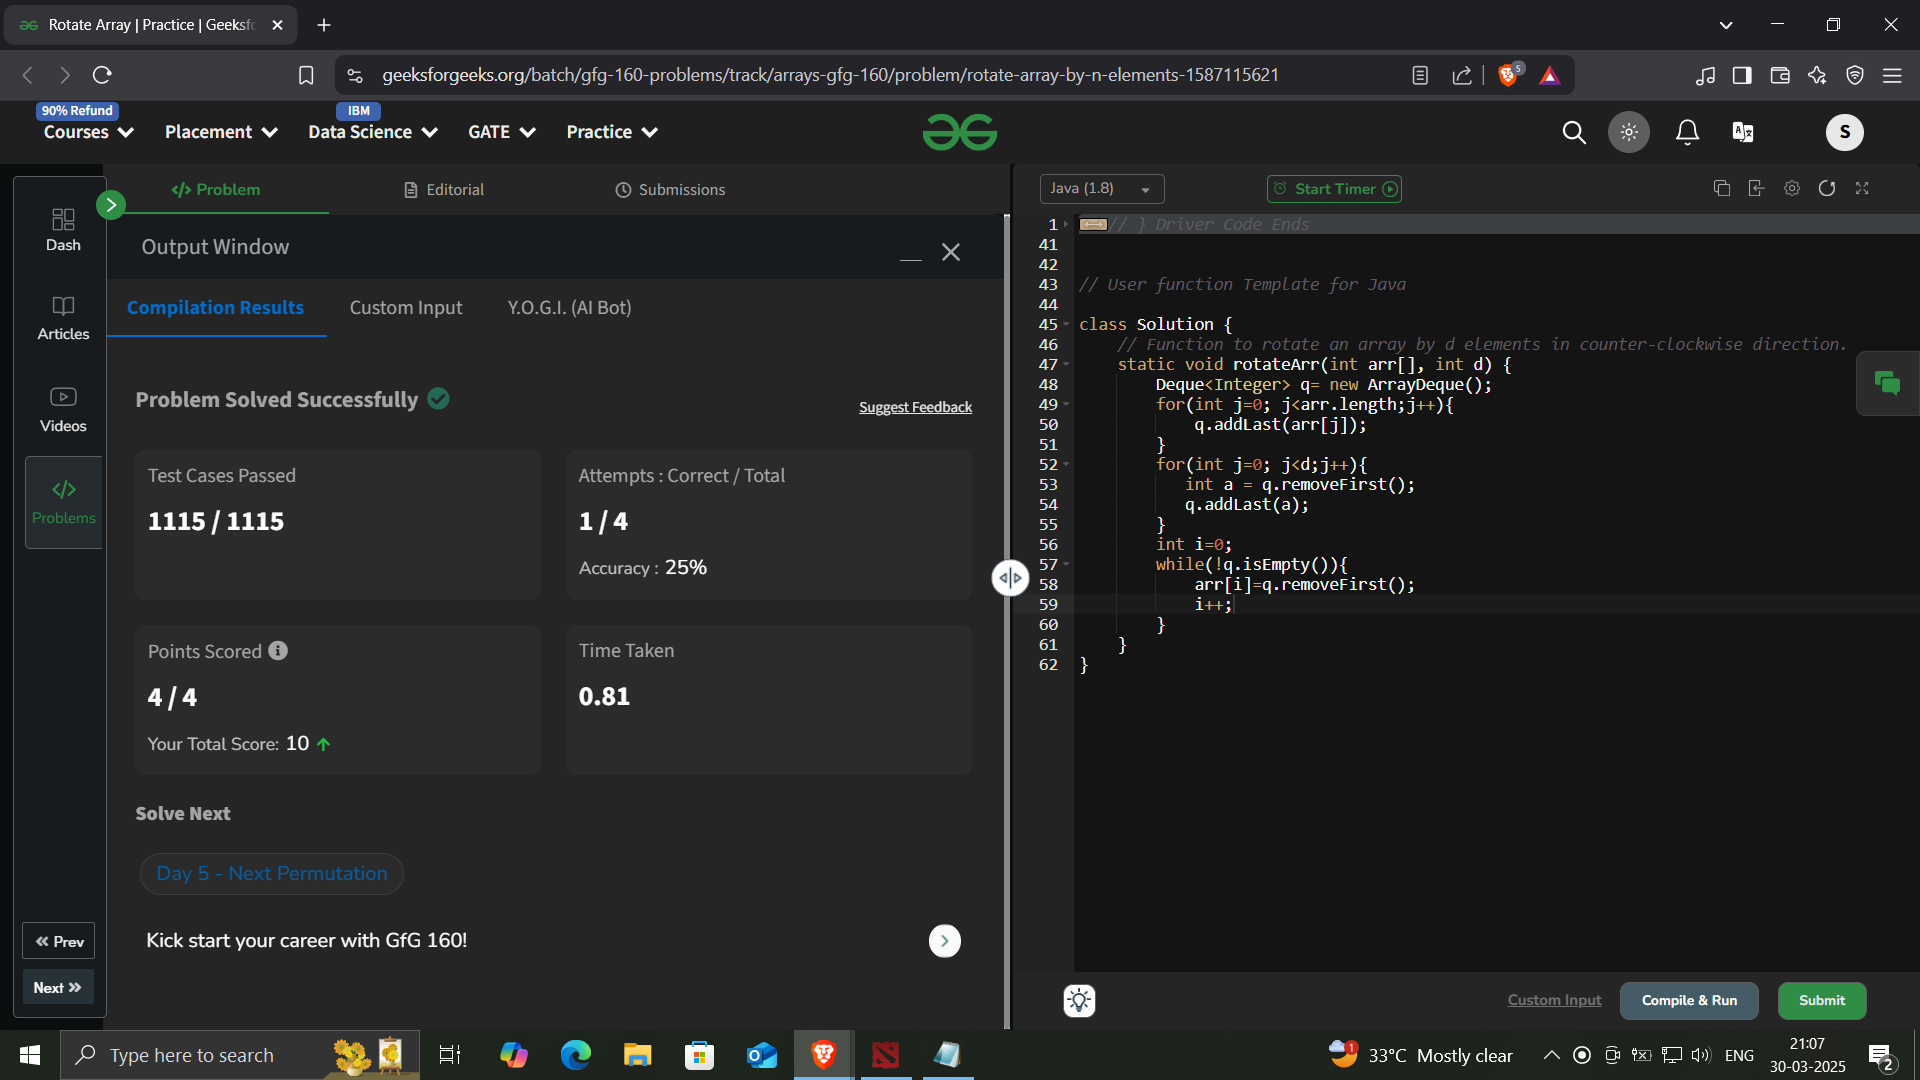 Rotate Array | Practice | Geeksf
geeksforgeeks.org/batch/gfg-160-problems/track/arrays-gfg-160/problem/rotate-array-by-n-elements-1587115621
5
90% Refund
IBM
Courses
Placement
Data Science
GATE
Practice
S
Dash
Articles
Videos
</>
Problems
Prev
Next
</> Problem
Editorial
Submissions
Output Window
Compilation Results
Custom Input
Y.O.G.I. (AI Bot)
Problem Solved Successfully
Suggest Feedback
Test Cases Passed
1115 / 1115
Attempts : Correct / Total
1 / 4
Accuracy : 25%
Points Scored
4 / 4
Your Total Score: 10
Time Taken
0.81
Solve Next
Day 5 - Next Permutation
Kick start your career with GfG 160!
Java (1.8)
Start Timer
1 // } Driver Code Ends
41
42
43 // User function Template for Java
44
45 class Solution {
46 // Function to rotate an array by d elements in counter-clockwise direction.
47 static void rotateArr(int arr[], int d) {
48 Deque<Integer> q= new ArrayDeque();
49 for(int j=0; j<arr.length;j++){
50 q.addLast(arr[j]);
51 }
52 for(int j=0; j<d;j++){
53 int a = q.removeFirst();
54 q.addLast(a);
55 }
56 int i=0;
57 while(!q.isEmpty()){
58 arr[i]=q.removeFirst();
59 i++;
60 }
61 }
62 }
Custom Input
Compile & Run
Submit
Type here to search
1
33°C Mostly clear
ENG
21:07
30-03-2025
2